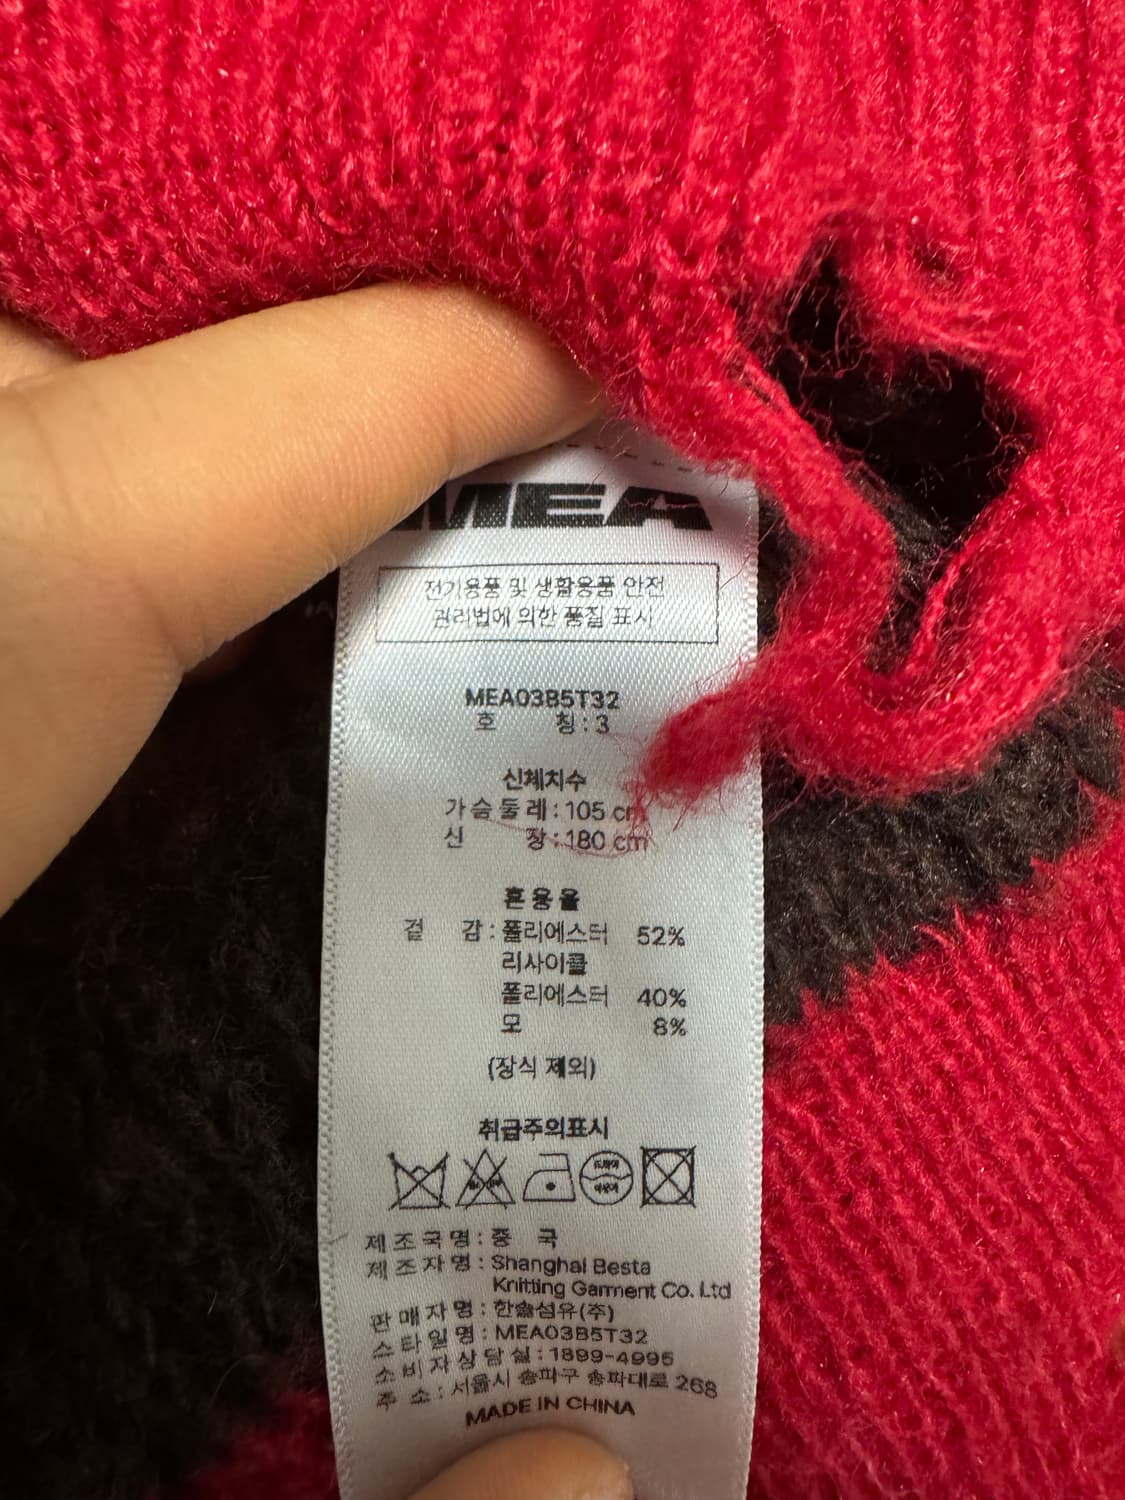 MEA
전기용품 및 생활용품 안전
관리법에 의한 품질 표시
MEA03B5T32
호 칭 : 3
신체치수
가슴둘레 : 105 cm
신 장 : 180 cm
혼용율
겉 감 : 폴리에스터 52%
리사이클
폴리에스터 40%
모 8%
(장식 제외)
취급주의표시
드라이
제조국명 : 중 국
제조자명 : Shanghai Besta
Knitting Garment Co. Ltd
판매자명 : 한솔섬유(주)
스타일명 : MEA03B5T32
소비자상담실 : 1899-4995
주 소 : 서울시 송파구 송파대로 268
MADE IN CHINA